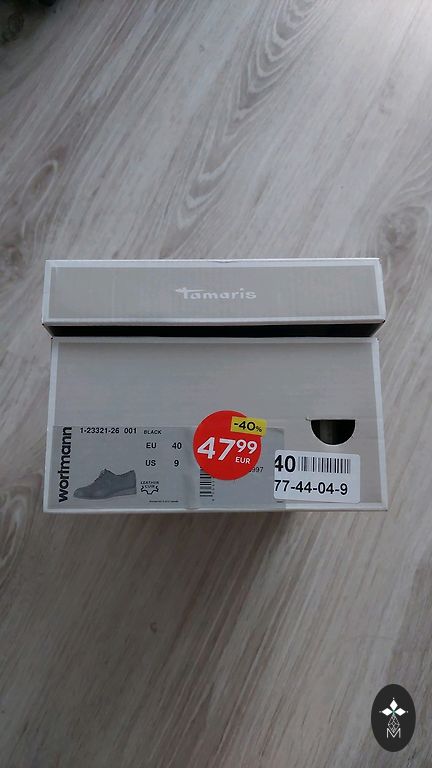 Tamaris
1-23321-26 001 BLACK
EU 40
US 9
wortmann
LEATHER
CUIR
-40%
47 99
EUR
997
40
77-44-04-9
M